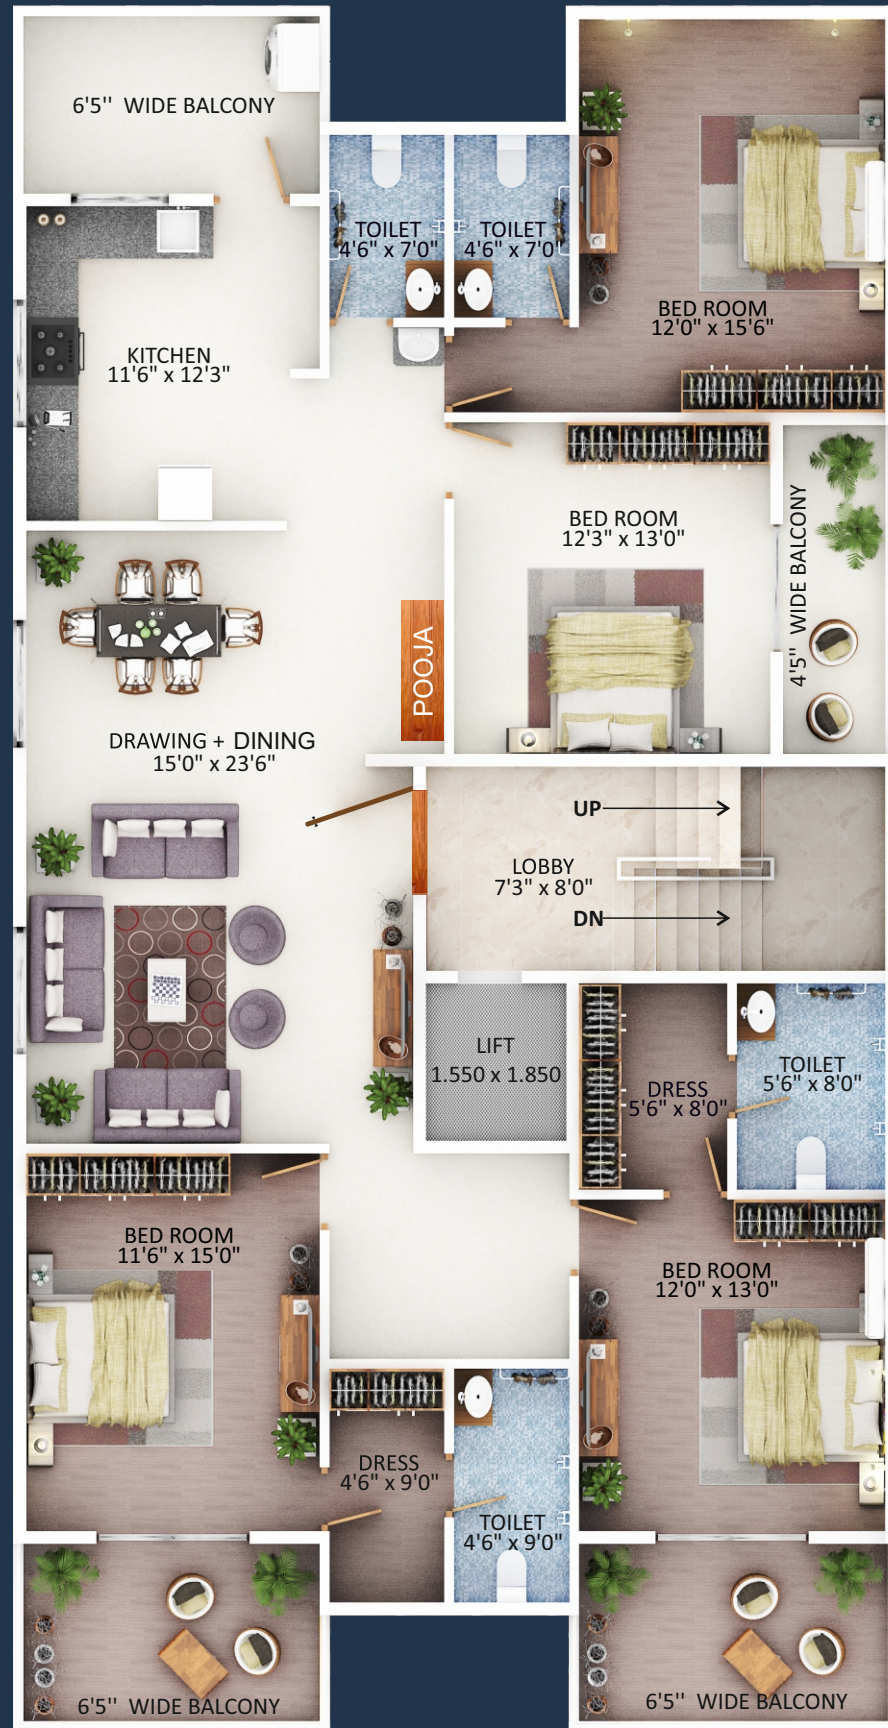 6'5'' WIDE BALCONY
TOILET
4'6" x 7'0"
TOILET
4'6" x 7'0"
BED ROOM
12'0" x 15'6"
KITCHEN
11'6" x 12'3"
BED ROOM
12'3" x 13'0"
4'5'' WIDE BALCONY
POOJA
DRAWING + DINING
15'0" x 23'6"
UP
LOBBY
7'3" x 8'0"
DN
LIFT
1.550 x 1.850
DRESS
5'6" x 8'0"
TOILET
5'6" x 8'0"
BED ROOM
11'6" x 15'0"
BED ROOM
12'0" x 13'0"
DRESS
4'6" x 9'0"
TOILET
4'6" x 9'0"
6'5'' WIDE BALCONY
6'5'' WIDE BALCONY